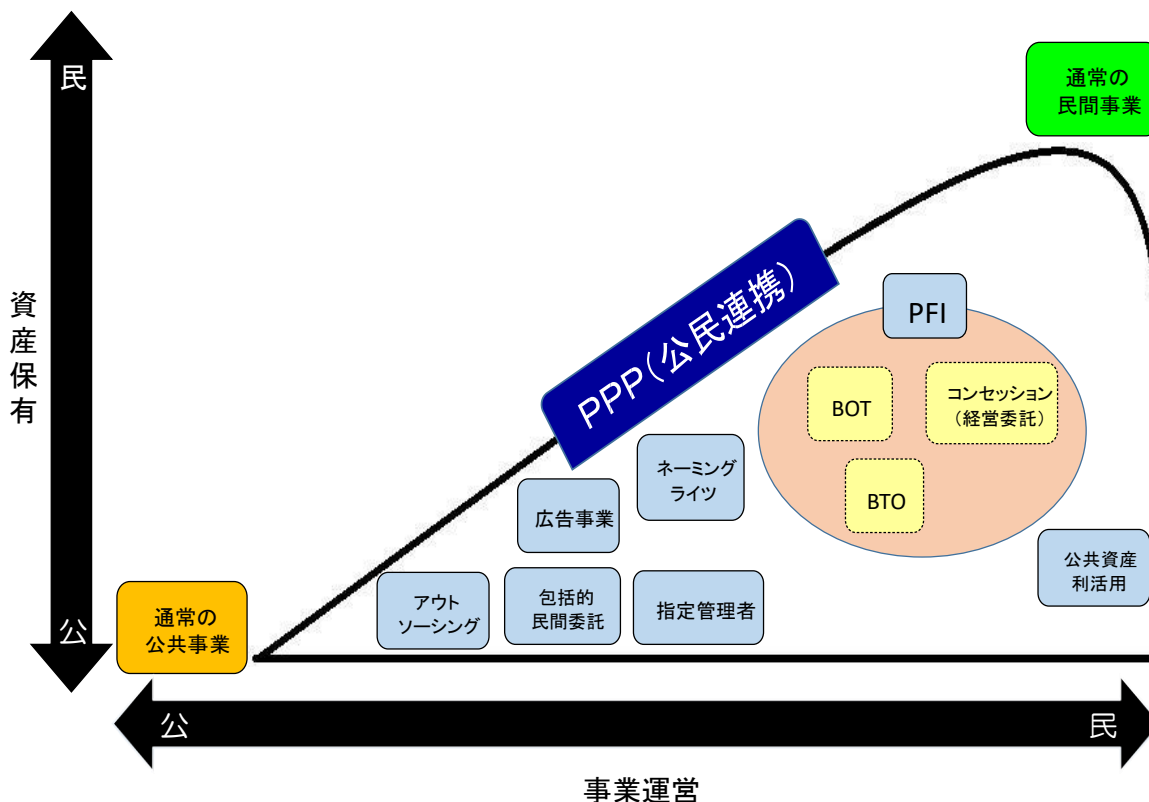 民
通常の
民間事業
資産保有
PPP(公民連携)
PFI
BOT
コンセッション
(経営委託)
ネーミング
ライツ
広告事業
BTO
公共資産
利活用
アウト
ソーシング
包括的
民間委託
指定管理者
通常の
公共事業
公
公
民
事業運営